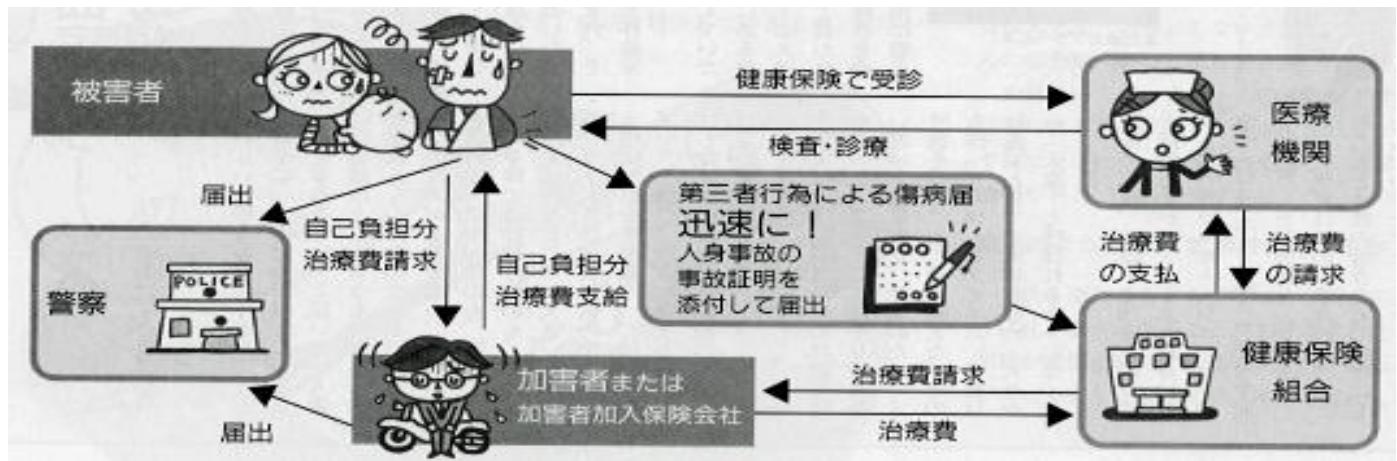 被害者
健康保険で受診
検査・診療
医療
機関
届出
自己負担分
治療費請求
自己負担分
治療費支給
第三者行為による傷病届
迅速に！
人身事故の
事故証明を
添付して届出
治療費
の支払
治療費
の請求
警察
POLICE
健康保険
組合
加害者または
加害者加入保険会社
治療費請求
治療費
届出